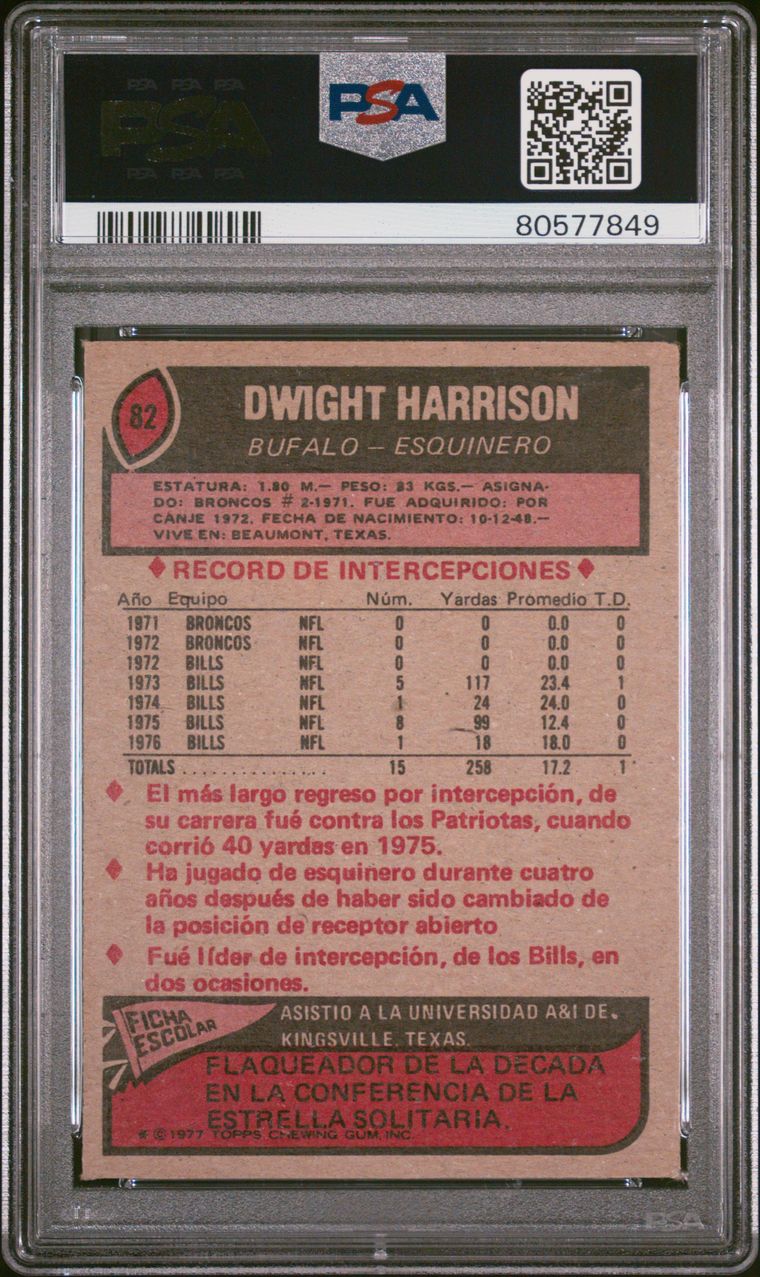 PSA PSA PSA
PSA
PSA PSA PSA
PSA
80577849
82
DWIGHT HARRISON
BUFALO — ESQUINERO
ESTATURA: 1.80 M.— PESO: 83 KGS.— ASIGNA-
DO: BRONCOS # 2-1971. FUE ADQUIRIDO: POR
CANJE 1972. FECHA DE NACIMIENTO: 10-12-48.—
VIVE EN: BEAUMONT, TEXAS.
♦ RECORD DE INTERCEPCIONES ♦
Año Equipo Núm. Yardas Promedio T.D.
1971 BRONCOS NFL 0 0 0.0 0
1972 BRONCOS NFL 0 0 0.0 0
1972 BILLS NFL 0 0 0.0 0
1973 BILLS NFL 5 117 23.4 1
1974 BILLS NFL 1 24 24.0 0
1975 BILLS NFL 8 99 12.4 0
1976 BILLS NFL 1 18 18.0 0
TOTALS . . . . . . . . . . . . . . . 15 258 17.2 1
♦ El más largo regreso por intercepción, de
su carrera fué contra los Patriotas, cuando
corrió 40 yardas en 1975.
♦ Ha jugado de esquinero durante cuatro
años después de haber sido cambiado de
la posición de receptor abierto
♦ Fué líder de intercepción, de los Bills, en
dos ocasiones.
FICHA
ESCOLAR
ASISTIO A LA UNIVERSIDAD A&I DE.
KINGSVILLE. TEXAS.
FLAQUEADOR DE LA DECADA
EN LA CONFERENCIA DE LA
ESTRELLA SOLITARIA.
* © 1977 TOPPS CHEWING GUM, INC.
PSA